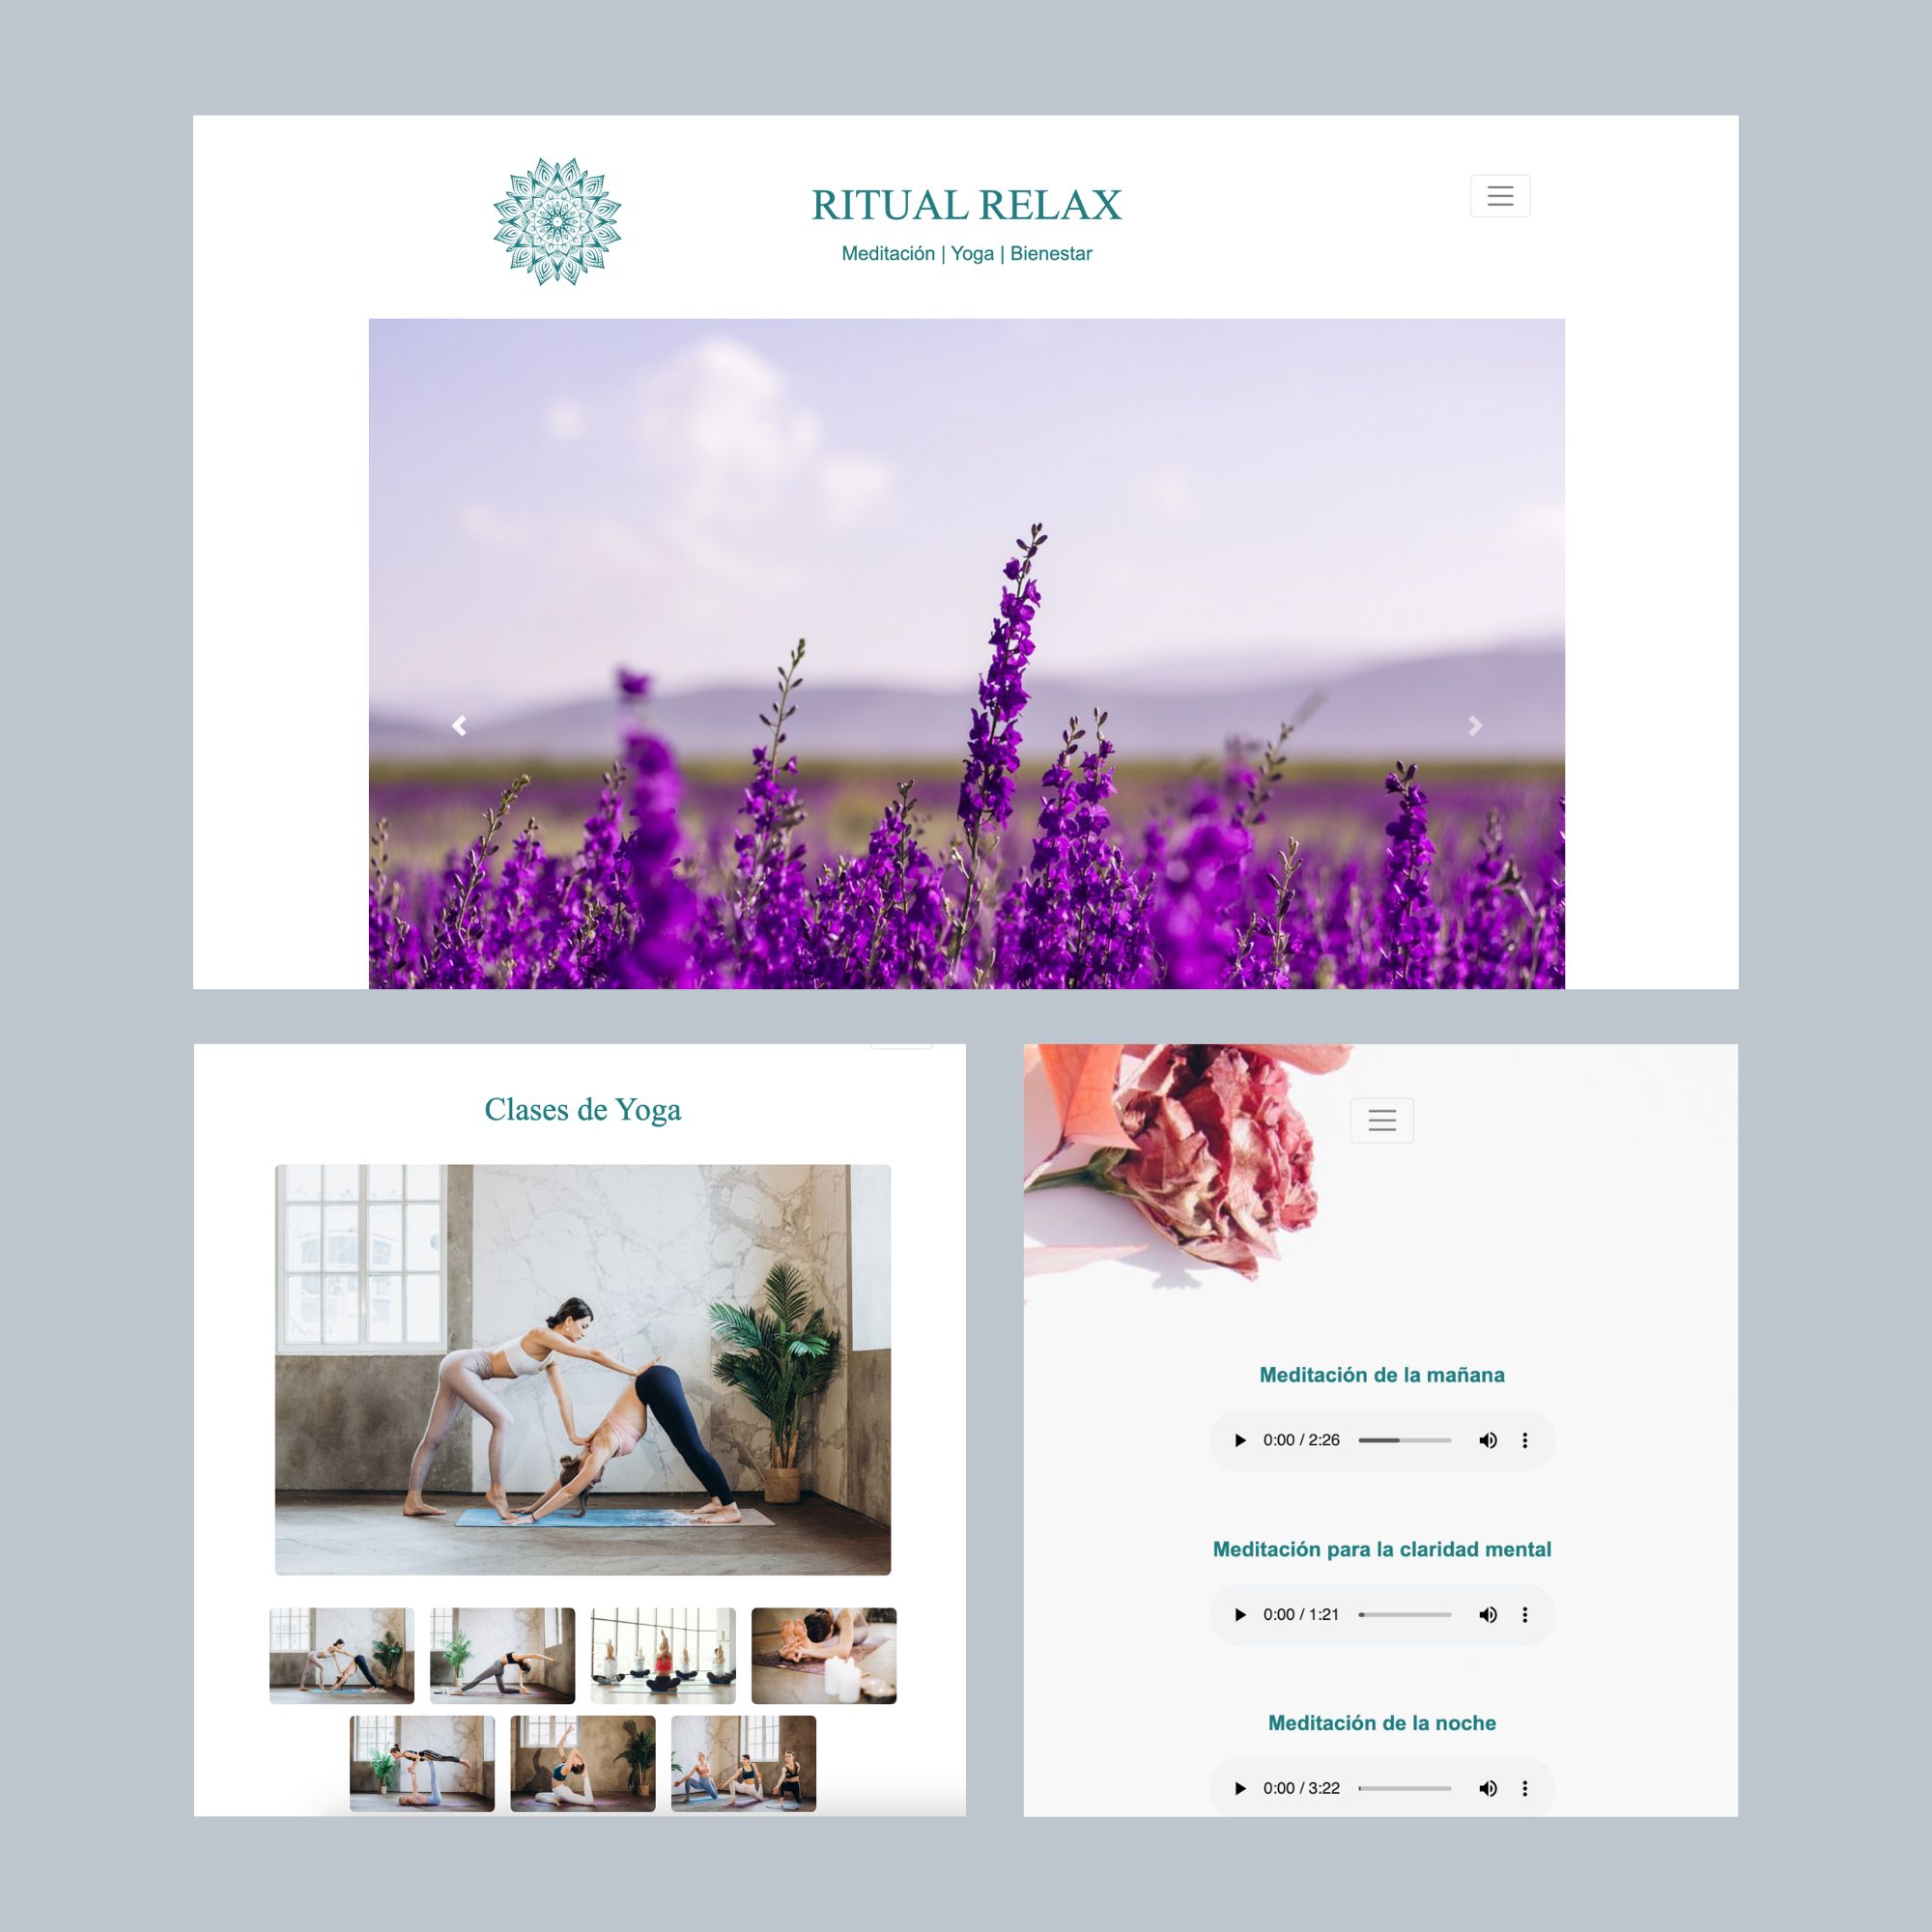 RITUAL RELAX
Meditación | Yoga | Bienestar
Clases de Yoga
Meditación de la mañana
0:00 / 2:26
Meditación para la claridad mental
0:00 / 1:21
Meditación de la noche
0:00 / 3:22